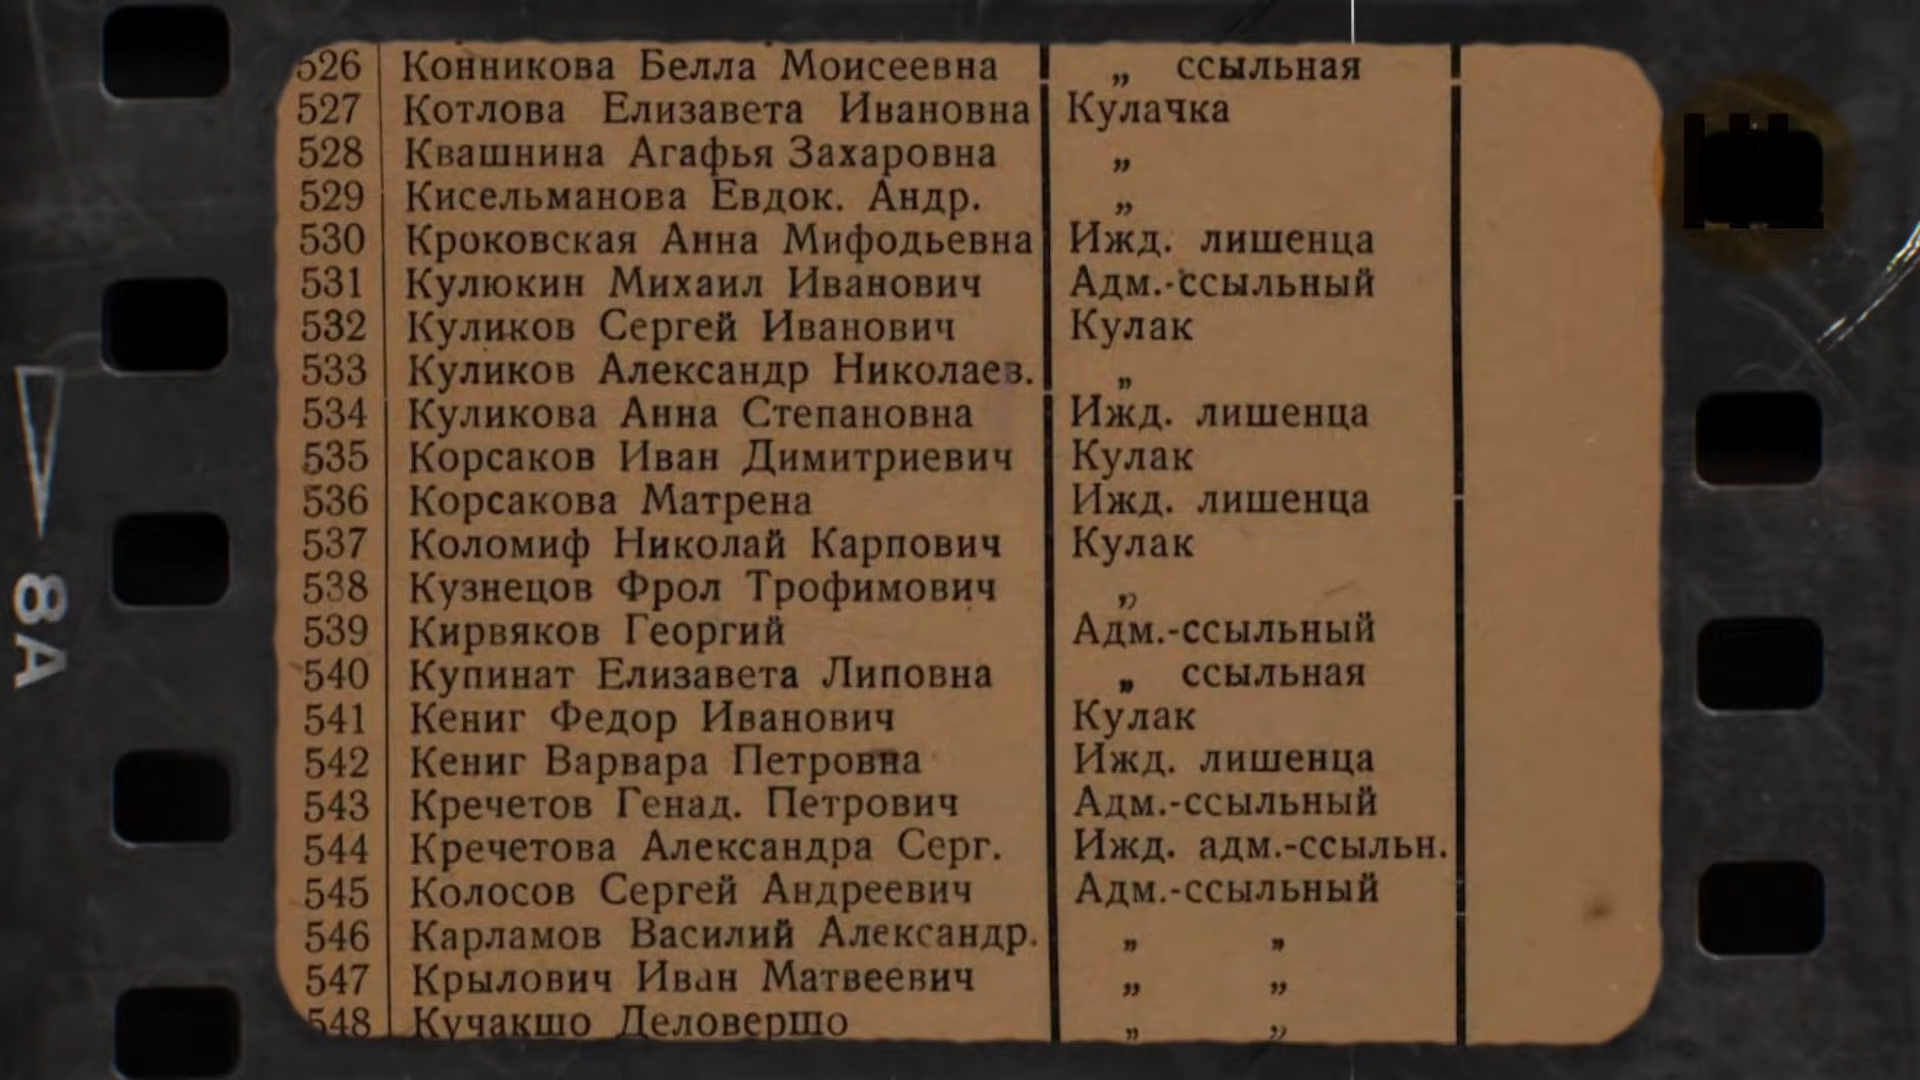 526 Конникова Белла Моисеевна „ ссыльная
527 Котлова Елизавета Ивановна Кулачка
528 Квашнина Агафья Захаровна „
529 Кисельманова Евдок. Андр. „
530 Кроковская Анна Мифодьевна Ижд. лишенца
531 Кулюкин Михаил Иванович Адм.-ссыльный
532 Куликов Сергей Иванович Кулак
533 Куликов Александр Николаев. „
534 Куликова Анна Степановна Ижд. лишенца
535 Корсаков Иван Димитриевич Кулак
536 Корсакова Матрена Ижд. лишенца
537 Коломиф Николай Карпович Кулак
538 Кузнецов Фрол Трофимович „
539 Кирвяков Георгий Адм.-ссыльный
540 Купинат Елизавета Липовна „ ссыльная
541 Кениг Федор Иванович Кулак
542 Кениг Варвара Петровна Ижд. лишенца
543 Кречетов Генад. Петрович Адм.-ссыльный
544 Кречетова Александра Серг. Ижд. адм.-ссыльн.
545 Колосов Сергей Андреевич Адм.-ссыльный
546 Карламов Василий Александр. „ „
547 Крылович Иван Матвеевич „ „
548 Кучакшо Деловершо „ „
8A